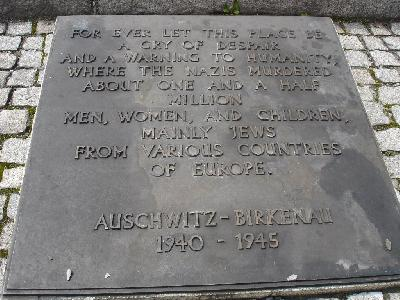 FOR EVER LET THIS PLACE BE
A CRY OF DESPAIR
AND A WARNING TO HUMANITY,
WHERE THE NAZIS MURDERED
ABOUT ONE AND A HALF
MILLION
MEN, WOMEN, AND CHILDREN,
MAINLY JEWS
FROM VARIOUS COUNTRIES
OF EUROPE.
AUSCHWITZ-BIRKENAU
1940 - 1945